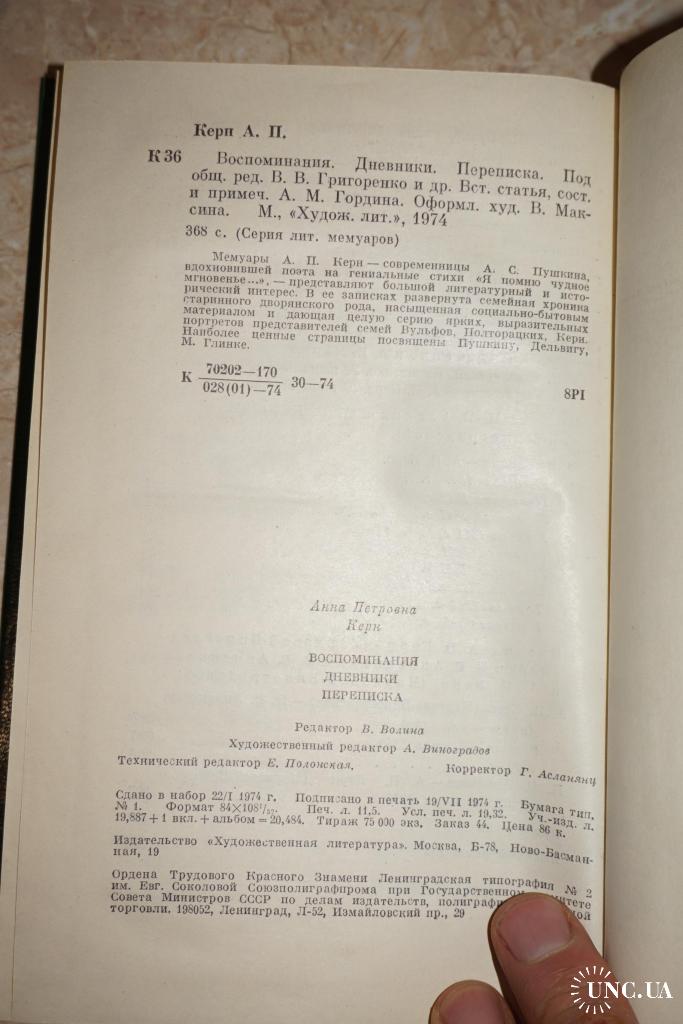 Керн А. П.
К 36 Воспоминания. Дневники. Переписка. Под
общ. ред. В. В. Григоренко и др. Вст. статья, сост.
и примеч. А. М. Гордина. Оформл. худ. В. Мак-
сина. М., «Худож. лит.», 1974
368 с. (Серия лит. мемуаров)
Мемуары А. П. Керн — современницы А. С. Пушкина,
вдохновившей поэта на гениальные стихи «Я помню чудное
мгновенье...», — представляют большой литературный и исто-
рический интерес. В ее записках развернута семейная хроника
старинного дворянского рода, насыщенная социально-бытовым
материалом и дающая целую серию ярких, выразительных
портретов представителей семей Вульфов, Полторацких, Керн.
Наиболее ценные страницы посвящены Пушкину, Дельвигу,
М. Глинке.
К 70202—170
028(01)—74 30—74
8Р1
Анна Петровна
Керн
ВОСПОМИНАНИЯ
ДНЕВНИКИ
ПЕРЕПИСКА
Редактор В. Волина
Художественный редактор А. Виноградов
Технический редактор Е. Полонская.
Корректор Г. Асланянц
Сдано в набор 22/I 1974 г. Подписано в печать 19/VII 1974 г. Бумага тип.
№ 1. Формат 84×108¹/₃₂. Печ. л. 11,5. Усл. печ. л. 19,32. Уч.-изд. л.
19,887+1 вкл.+альбом=20,484. Тираж 75 000 экз. Заказ 44. Цена 86 к.
Издательство «Художественная литература». Москва, Б-78, Ново-Басман-
ная, 19
Ордена Трудового Красного Знамени Ленинградская типография № 2
им. Евг. Соколовой Союзполиграфпрома при Государственном
Совета Министров СССР по делам издательств,
торговли. 198052, Ленинград, Л-52, Измайловский пр., 29
UNC.UA